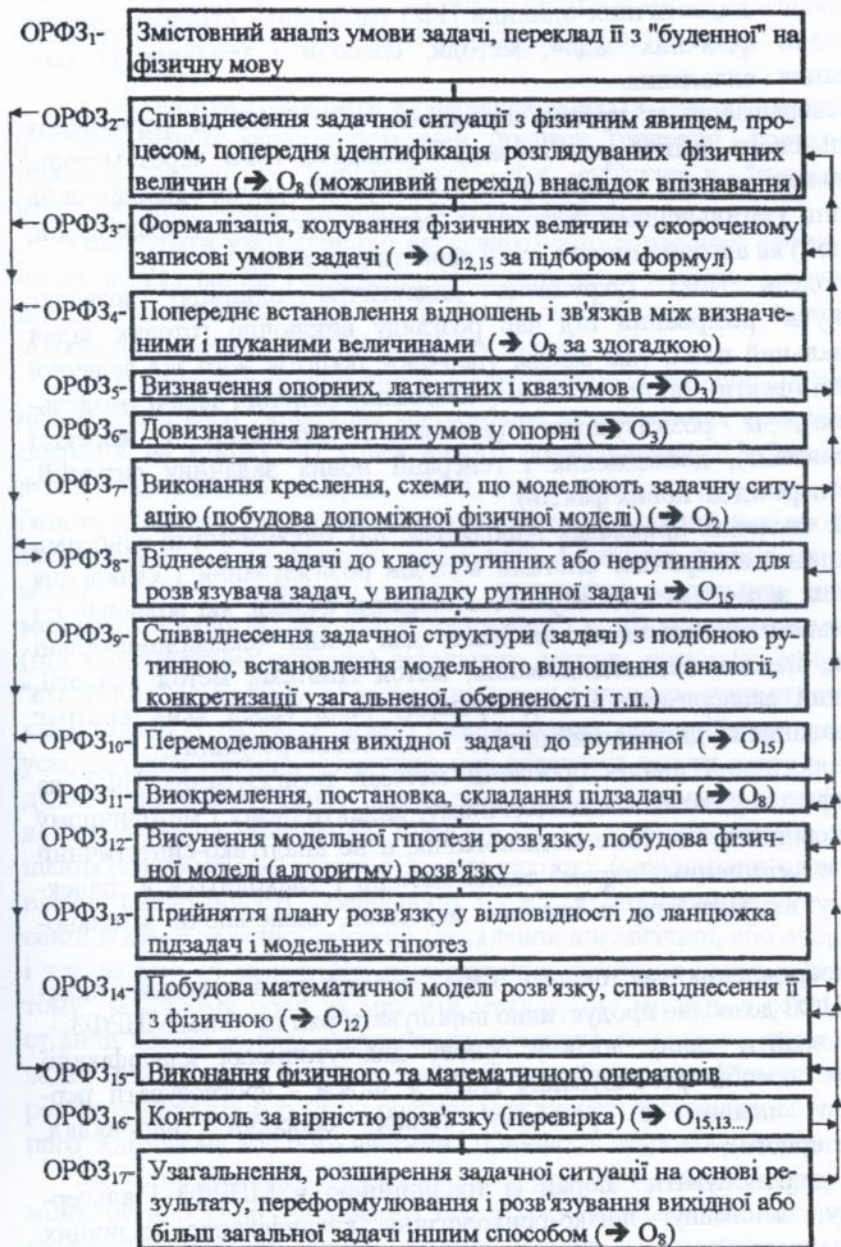 ОРФЗ₁- Змістовний аналіз умови задачі, переклад її з "буденної" на
фізичну мову
ОРФЗ₂- Співвіднесення задачної ситуації з фізичним явищем, про-
цесом, попередня ідентифікація розглядуваних фізичних
величин (➔ О₈ (можливий перехід) внаслідок впізнавання)
ОРФЗ₃- Формалізація, кодування фізичних величин у скороченому
записові умови задачі ( ➔ О₁₂,₁₅ за підбором формул)
ОРФЗ₄- Попереднє встановлення відношень і зв'язків між визначе-
ними і шуканими величинами (➔ О₈ за здогадкою)
ОРФЗ₅- Визначення опорних, латентних і квазіумов (➔ О₃)
ОРФЗ₆- Довизначення латентних умов у опорні (➔ О₃)
ОРФЗ₇- Виконання креслення, схеми, що моделюють задачну ситу-
ацію (побудова допоміжної фізичної моделі) (➔ О₂)
ОРФЗ₈- Віднесення задачі до класу рутинних або нерутинних для
розв'язувача задач, у випадку рутинної задачі ➔ О₁₅
ОРФЗ₉- Співвіднесення задачної структури (задачі) з подібною ру-
тинною, встановлення модельного відношення (аналогії,
конкретизації узагальненої, оберненості і т.п.)
ОРФЗ₁₀- Перемоделювання вихідної задачі до рутинної (➔ О₁₅)
ОРФЗ₁₁- Виокремлення, постановка, складання підзадачі (➔ О₈)
ОРФЗ₁₂- Висунення модельної гіпотези розв'язку, побудова фізич-
ної моделі (алгоритму) розв'язку
ОРФЗ₁₃- Прийняття плану розв'язку у відповідності до ланцюжка
підзадач і модельних гіпотез
ОРФЗ₁₄- Побудова математичної моделі розв'язку, співвіднесення її
з фізичною (➔ О₁₂)
ОРФЗ₁₅- Виконання фізичного та математичного операторів
ОРФЗ₁₆- Контроль на вірність розв'язку (перевірка) (➔ О₁₅,₁₃...)
ОРФЗ₁₇- Узагальнення, розширення задачної ситуації на основі ре-
зультату, переформулювання і розв'язування вихідної або
більш загальної задачі іншим способом (➔ О₈)